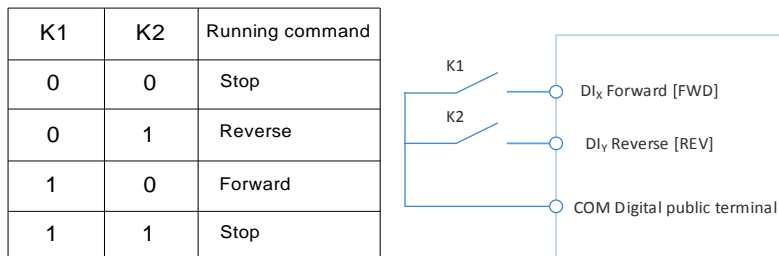 K1 K2 Running command
0 0 Stop
0 1 Reverse
1 0 Forward
1 1 Stop
K1
DIX Forward [FWD]
K2
DIY Reverse [REV]
COM Digital public terminal